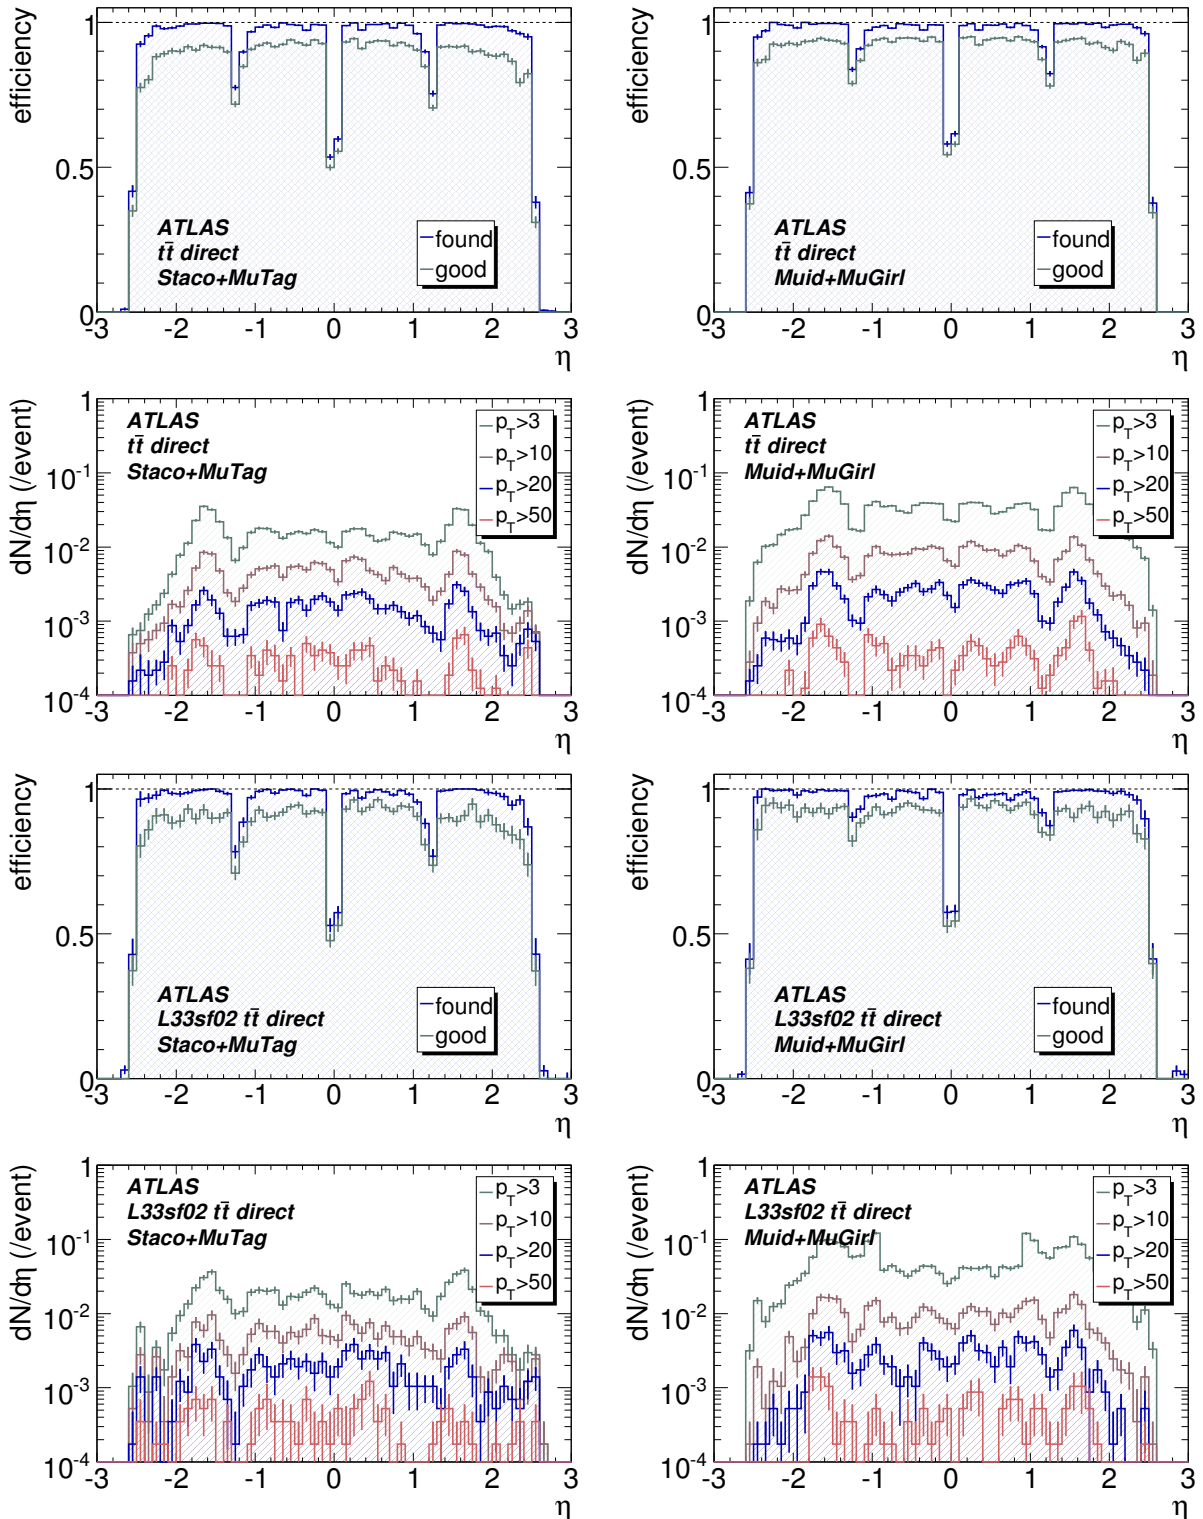 efficiency
1
0.5
0
ATLAS
tt̄ direct
Staco+MuTag
found
good
-3 -2 -1 0 1 2 3
η
efficiency
1
0.5
0
ATLAS
tt̄ direct
Muid+MuGirl
found
good
-3 -2 -1 0 1 2 3
η
dN/dη (/event)
1
10⁻¹
10⁻²
10⁻³
10⁻⁴
ATLAS
tt̄ direct
Staco+MuTag
p_T>3
p_T>10
p_T>20
p_T>50
-3 -2 -1 0 1 2 3
η
dN/dη (/event)
1
10⁻¹
10⁻²
10⁻³
10⁻⁴
ATLAS
tt̄ direct
Muid+MuGirl
p_T>3
p_T>10
p_T>20
p_T>50
-3 -2 -1 0 1 2 3
η
efficiency
1
0.5
0
ATLAS
L33sf02 tt̄ direct
Staco+MuTag
found
good
-3 -2 -1 0 1 2 3
η
efficiency
1
0.5
0
ATLAS
L33sf02 tt̄ direct
Muid+MuGirl
found
good
-3 -2 -1 0 1 2 3
η
dN/dη (/event)
1
10⁻¹
10⁻²
10⁻³
10⁻⁴
ATLAS
L33sf02 tt̄ direct
Staco+MuTag
p_T>3
p_T>10
p_T>20
p_T>50
-3 -2 -1 0 1 2 3
η
dN/dη (/event)
1
10⁻¹
10⁻²
10⁻³
10⁻⁴
ATLAS
L33sf02 tt̄ direct
Muid+MuGirl
p_T>3
p_T>10
p_T>20
p_T>50
-3 -2 -1 0 1 2 3
η